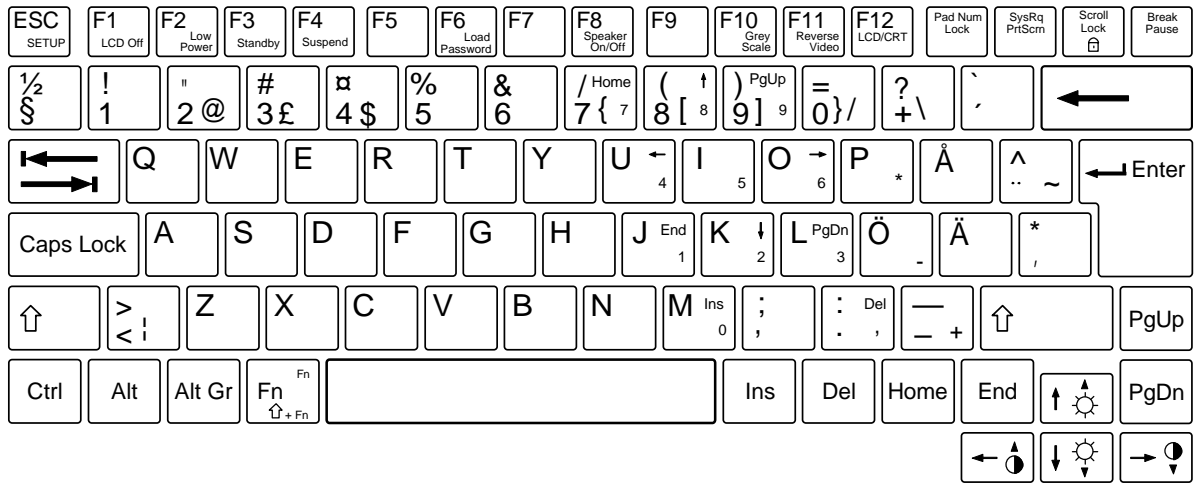 ESC SETUP
F1 LCD Off
F2 Low Power
F3 Standby
F4 Suspend
F5
F6 Load Password
F7
F8 Speaker On/Off
F9
F10 Grey Scale
F11 Reverse Video
F12 LCD/CRT
Pad Num Lock
SysRq PrtScrn
Scroll Lock
Break Pause
½ §
! 1
" 2 @
# 3 £
¤ 4 $
% 5
& 6
/ Home 7 { 7
( ↑ 8 [ 8
) PgUp 9 ] 9
= 0 } /
? + \
` ´
←
Q
W
E
R
T
Y
U ← 4
I 5
O → 6
P *
Å
^ ¨ ~
Enter
Caps Lock
A
S
D
F
G
H
J End 1
K ↓ 2
L PgDn 3
Ö -
Ä
* ,
⇧
> < ¦
Z
X
C
V
B
N
M Ins 0
; ,
: Del . ,
— _ +
⇧
PgUp
Ctrl
Alt
Alt Gr
Fn Fn ⇧ + Fn
Ins
Del
Home
End
↑
PgDn
←
↓
→